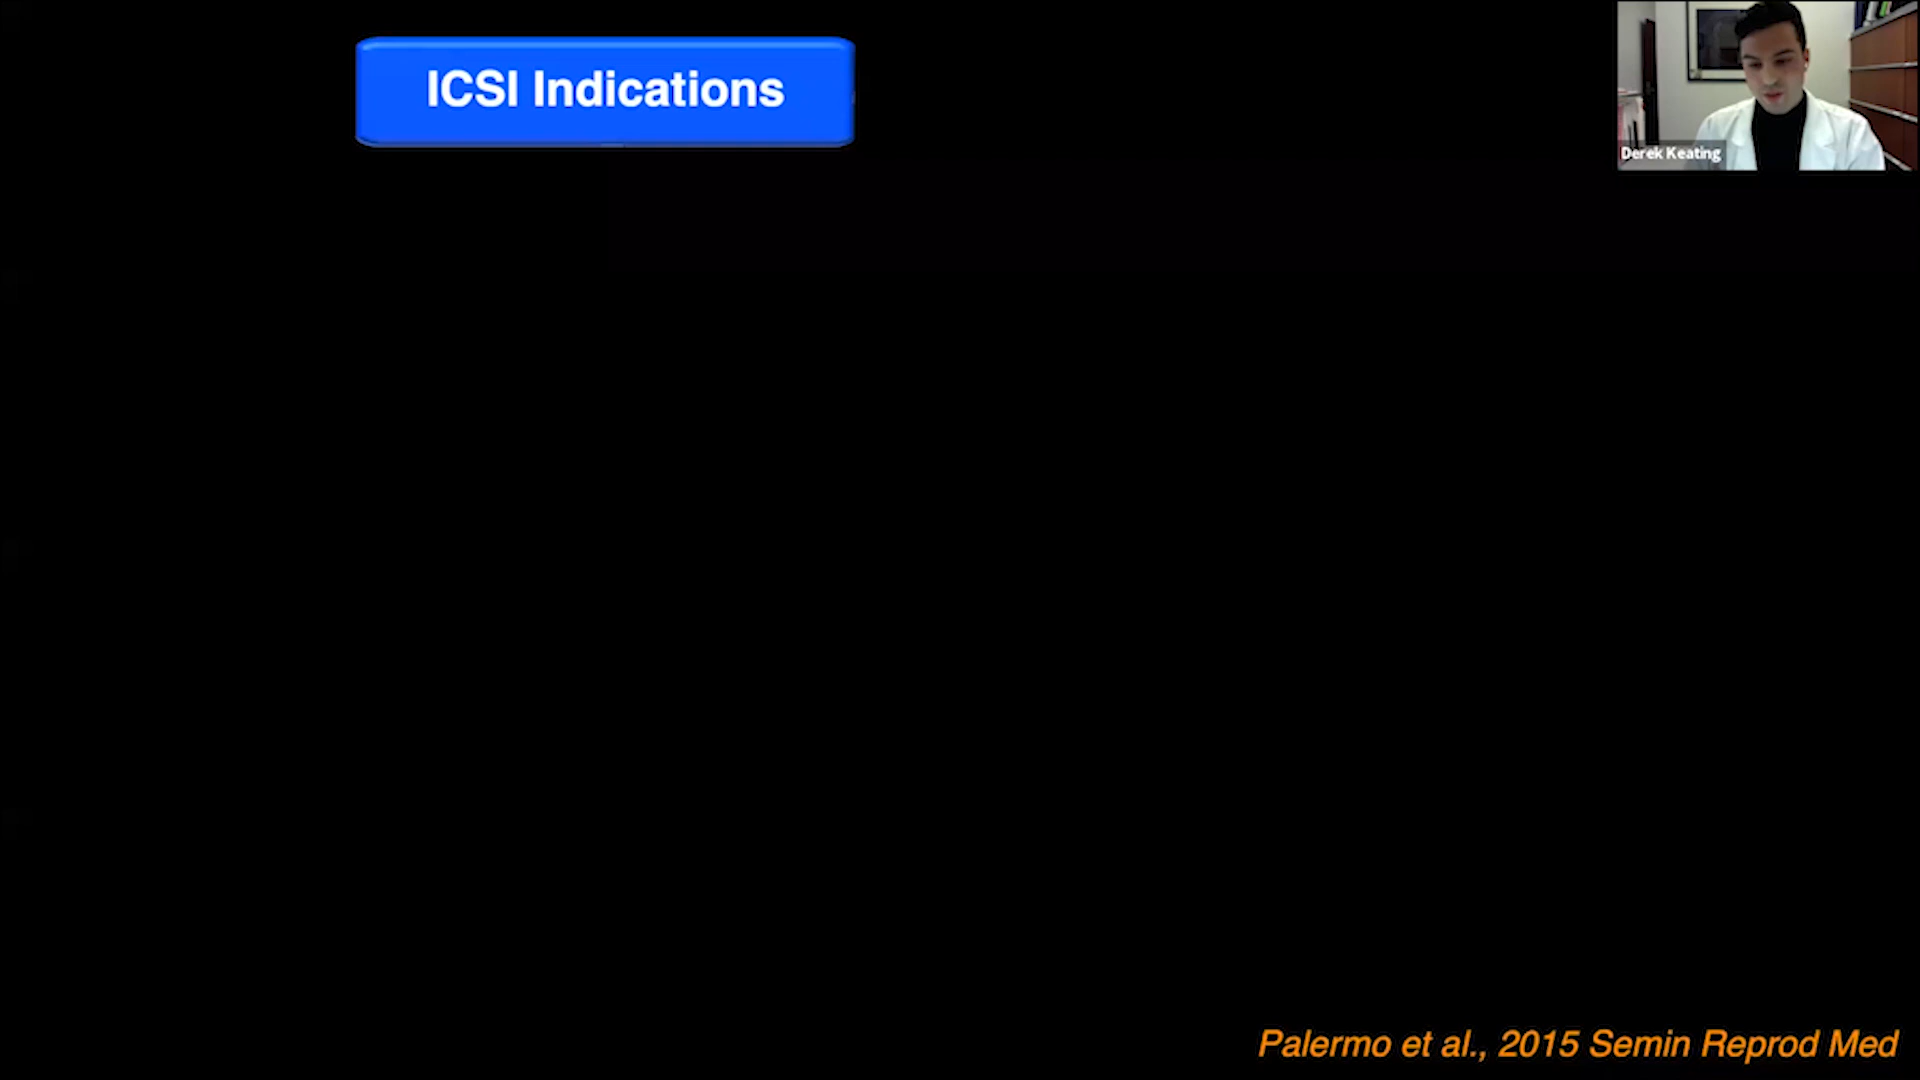 ICSI Indications
Derek Keating
Palermo et al., 2015 Semin Reprod Med